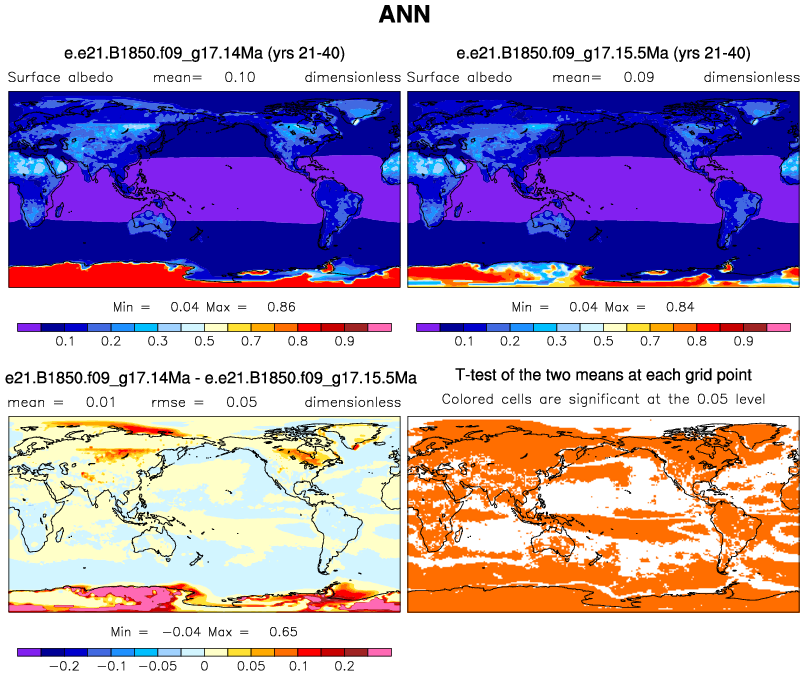 ANN
e.e21.B1850.f09_g17.14Ma (yrs 21-40)
Surface albedo mean= 0.10 dimensionless
Min = 0.04 Max = 0.86
0.1 0.2 0.3 0.5 0.7 0.8 0.9
e.e21.B1850.f09_g17.15.5Ma (yrs 21-40)
Surface albedo mean= 0.09 dimensionless
Min = 0.04 Max = 0.84
0.1 0.2 0.3 0.5 0.7 0.8 0.9
e21.B1850.f09_g17.14Ma - e.e21.B1850.f09_g17.15.5Ma
mean = 0.01 rmse = 0.05 dimensionless
Min = -0.04 Max = 0.65
-0.2 -0.1 -0.05 0 0.05 0.1 0.2
T-test of the two means at each grid point
Colored cells are significant at the 0.05 level